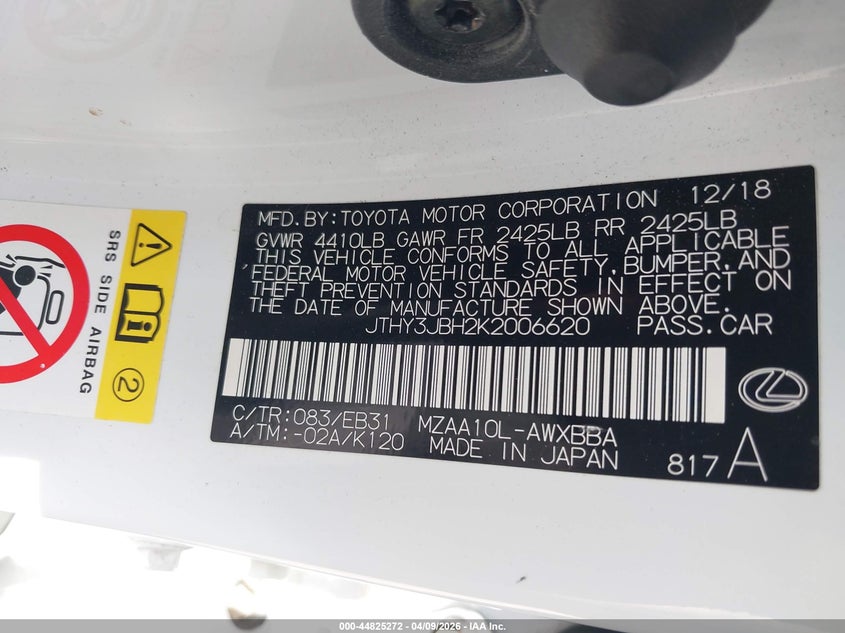 MFD. BY: TOYOTA MOTOR CORPORATION 12/18
GVWR 4410LB GAWR FR 2425LB RR 2425LB
THIS VEHICLE CONFORMS TO ALL APPLICABLE
FEDERAL MOTOR VEHICLE SAFETY, BUMPER, AND
THEFT PREVENTION STANDARDS IN EFFECT ON
THE DATE OF MANUFACTURE SHOWN ABOVE.
JTHY3JBH2K2006620 PASS. CAR
C/TR: 083/EB31 MZAA10L-AWXBBA
A/TM: -02A/K120 MADE IN JAPAN 817 A
SRS SIDE AIRBAG
2
000-44825272 - 04/09/2026 - IAA Inc.